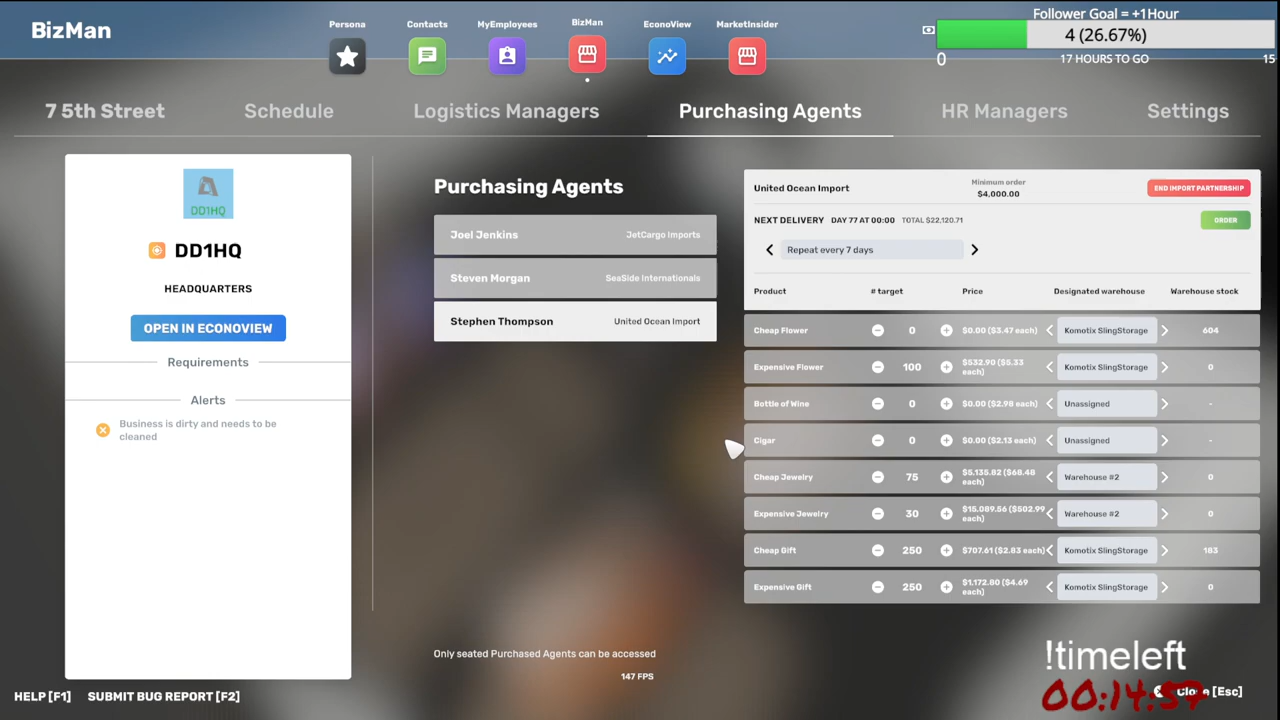 BizMan
Persona
Contacts
MyEmployees
BizMan
EconoView
MarketInsider
Follower Goal = +1Hour
4 (26.67%)
0
17 HOURS TO GO
15
7 5th Street
Schedule
Logistics Managers
Purchasing Agents
HR Managers
Settings
DD1HQ
DD1HQ
HEADQUARTERS
OPEN IN ECONOVIEW
Requirements
Alerts
Business is dirty and needs to be
cleaned
Purchasing Agents
Joel Jenkins JetCargo Imports
Steven Morgan SeaSide Internationals
Stephen Thompson United Ocean Import
Only seated Purchased Agents can be accessed
147 FPS
United Ocean Import
Minimum order
$4,000.00
END IMPORT PARTNERSHIP
NEXT DELIVERY DAY 77 AT 00:00 TOTAL $22,120.71
ORDER
Repeat every 7 days
Product # target Price Designated warehouse Warehouse stock
Cheap Flower 0 $0.00 ($3.47 each) Komotix SlingStorage 604
Expensive Flower 100 $532.90 ($5.33
each) Komotix SlingStorage 0
Bottle of Wine 0 $0.00 ($2.98 each) Unassigned -
Cigar 0 $0.00 ($2.13 each) Unassigned -
Cheap Jewelry 75 $5,135.82 ($68.48
each) Warehouse #2 0
Expensive Jewelry 30 $15,089.56 ($502.99
each) Warehouse #2 0
Cheap Gift 250 $707.61 ($2.83 each) Komotix SlingStorage 183
Expensive Gift 250 $1,172.80 ($4.69
each) Komotix SlingStorage 0
!timeleft
00:14:57
Close [Esc]
HELP [F1]
SUBMIT BUG REPORT [F2]